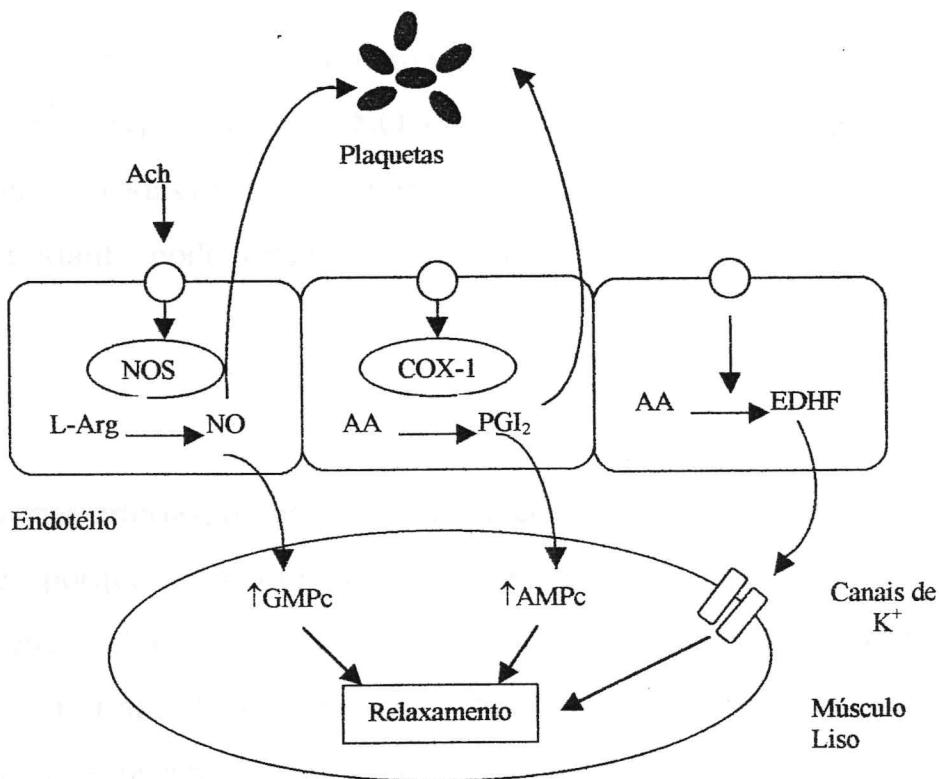 Plaquetas
Ach
NOS
COX-1
L-Arg
NO
AA
PGI₂
AA
EDHF
Endotélio
↑GMPc
↑AMPc
Canais de
K⁺
Relaxamento
Músculo
Liso